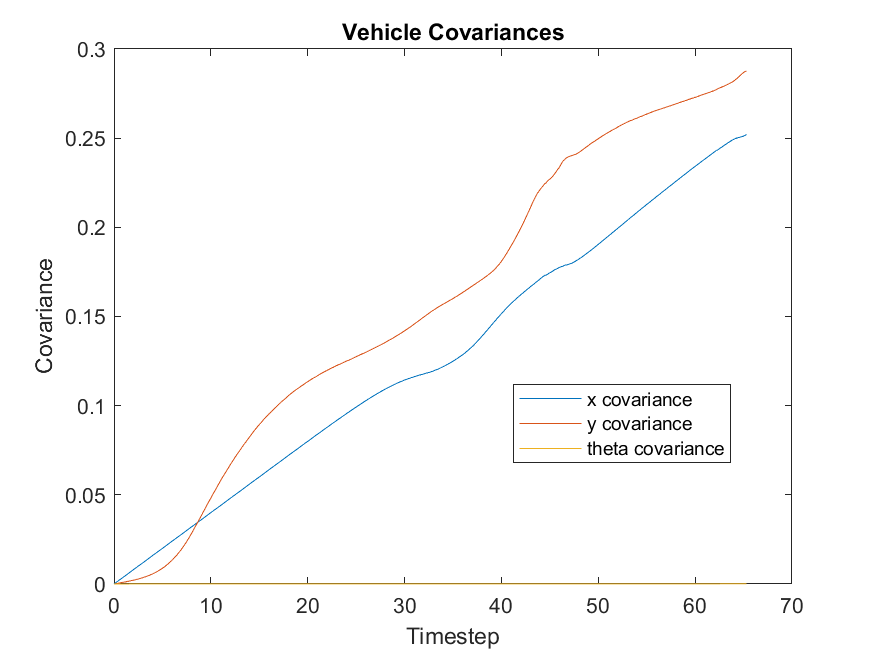 Vehicle Covariances
0.3
0.25
0.2
0.15
0.1
0.05
0
Covariance
x covariance
y covariance
theta covariance
0 10 20 30 40 50 60 70
Timestep